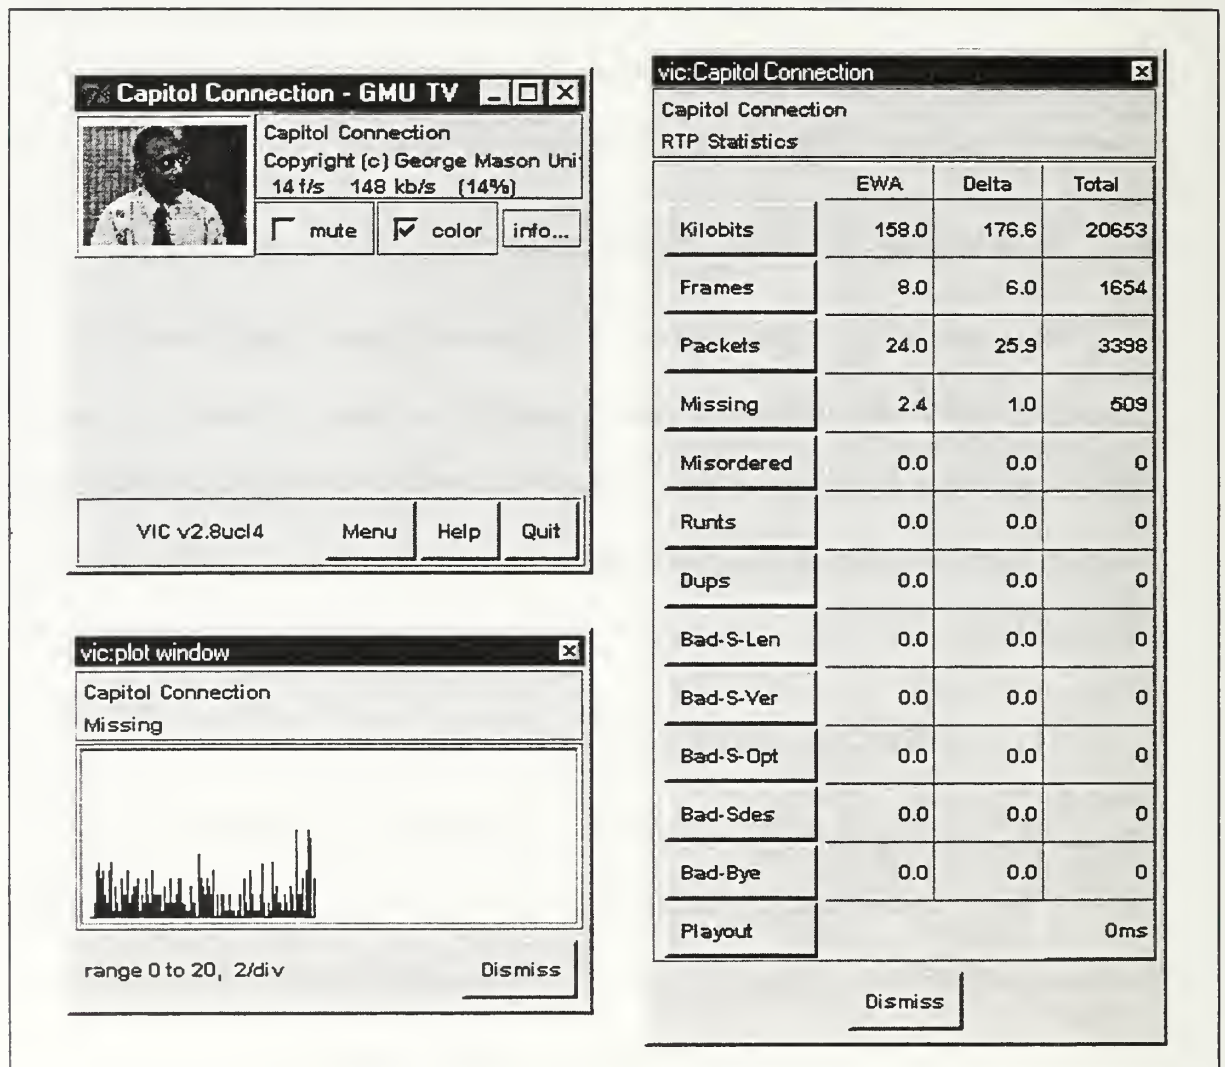 Capitol Connection - GMU TV
Capitol Connection
Copyright (c) George Mason Uni
14 f/s 148 kb/s (14%)
mute color info...
VIC v2.8ucl4 Menu Help Quit
vic:plot window
Capitol Connection
Missing
range 0 to 20, 2/div Dismiss
vic:Capitol Connection
Capitol Connection
RTP Statistics
EWA Delta Total
Kilobits 158.0 176.6 20653
Frames 8.0 6.0 1654
Packets 24.0 25.9 3398
Missing 2.4 1.0 509
Misordered 0.0 0.0 0
Runts 0.0 0.0 0
Dups 0.0 0.0 0
Bad-S-Len 0.0 0.0 0
Bad-S-Ver 0.0 0.0 0
Bad-S-Opt 0.0 0.0 0
Bad-Sdes 0.0 0.0 0
Bad-Bye 0.0 0.0 0
Playout 0ms
Dismiss